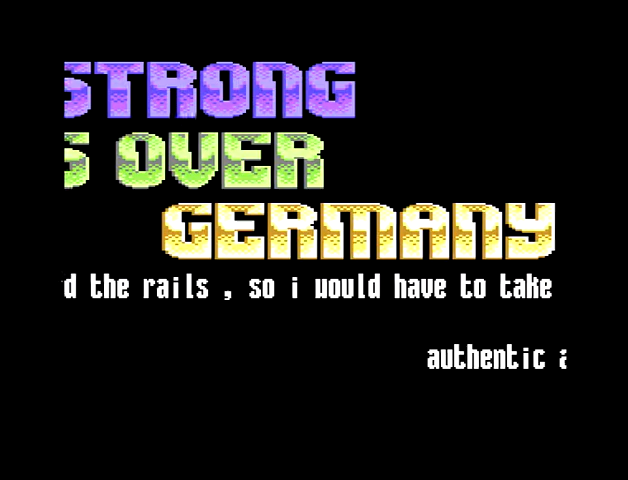 STRONG
S OVER
GERMANY
d the rails , so i would have to take
authentic a